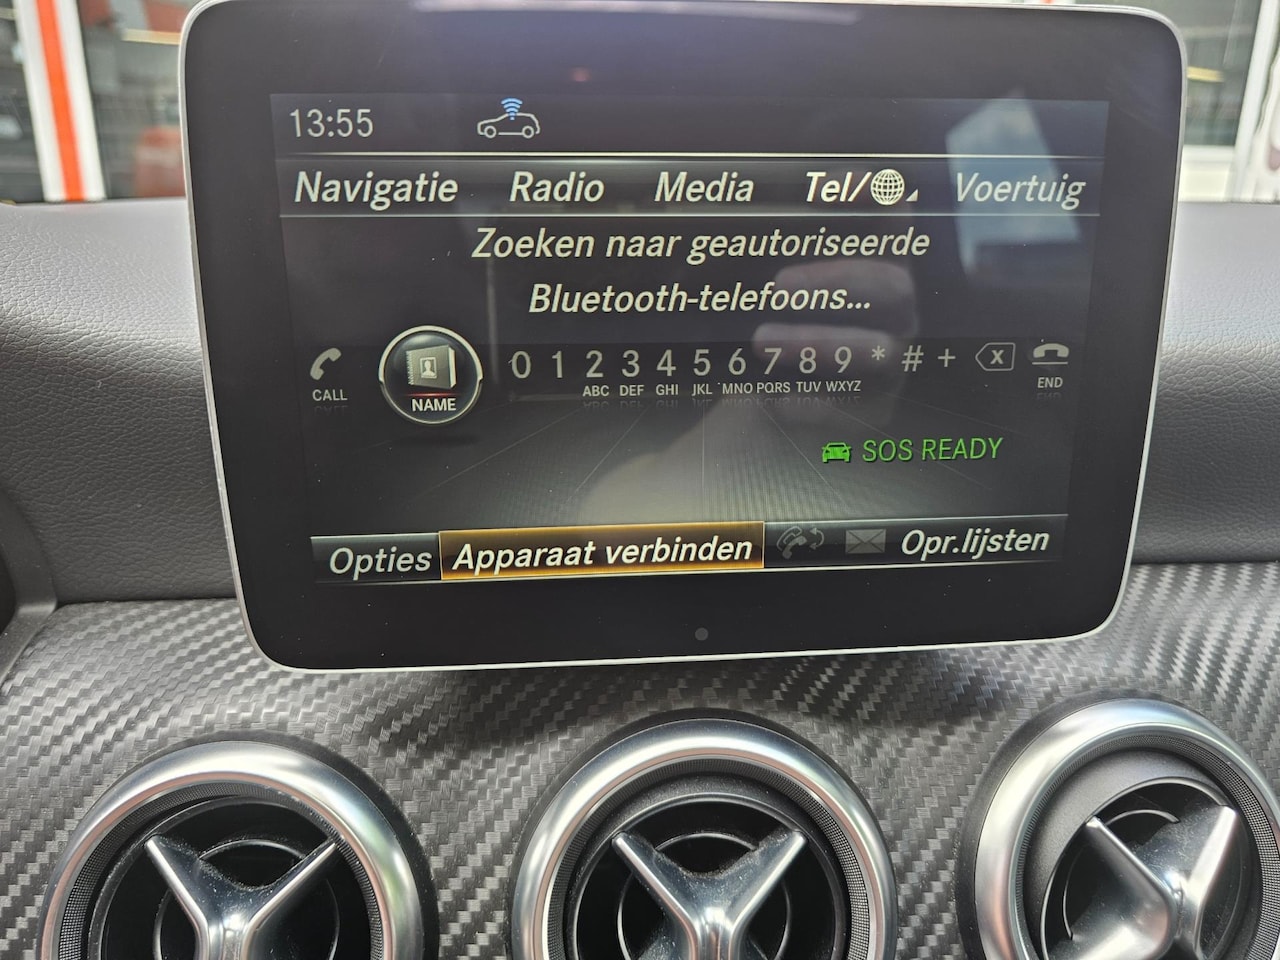 13:55
Navigatie Radio Media Tel/ Voertuig
Zoeken naar geautoriseerde
Bluetooth-telefoons...
0 1 2 3 4 5 6 7 8 9 * # + x
ABC DEF GHI JKL MNO PQRS TUV WXYZ
CALL NAME END
SOS READY
Opties Apparaat verbinden Opr.lijsten